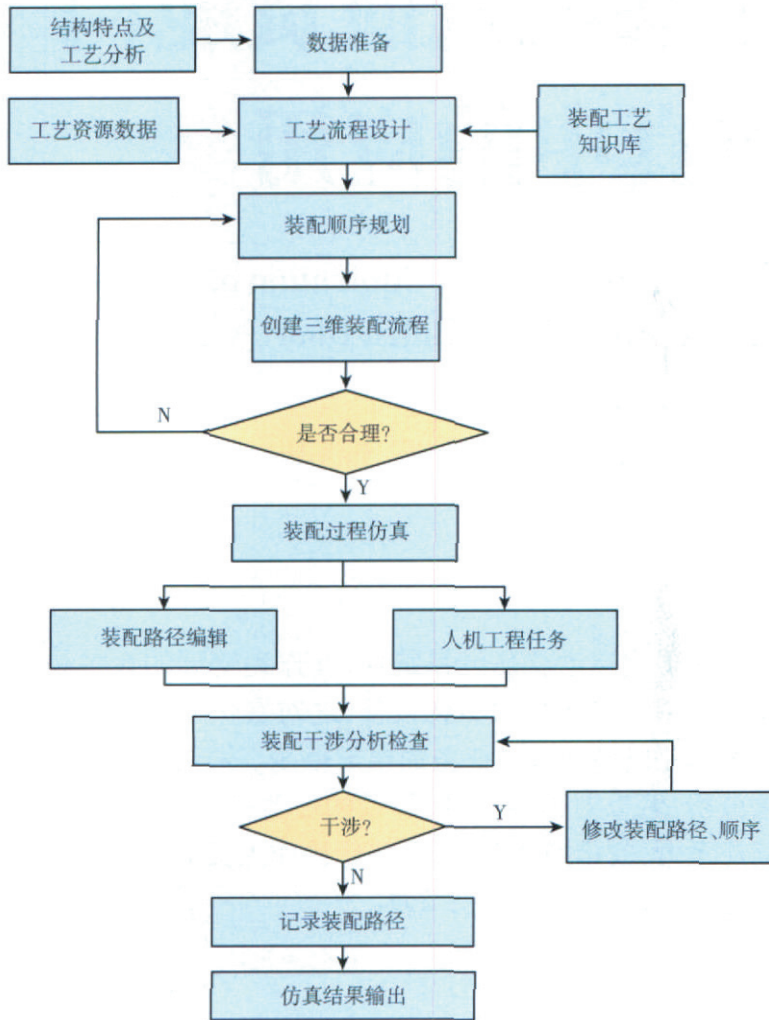 结构特点及
工艺分析
数据准备
工艺资源数据
工艺流程设计
装配工艺
知识库
装配顺序规划
创建三维装配流程
N
是否合理?
Y
装配过程仿真
装配路径编辑
人机工程任务
装配干涉分析检查
干涉?
Y
修改装配路径、顺序
N
记录装配路径
仿真结果输出